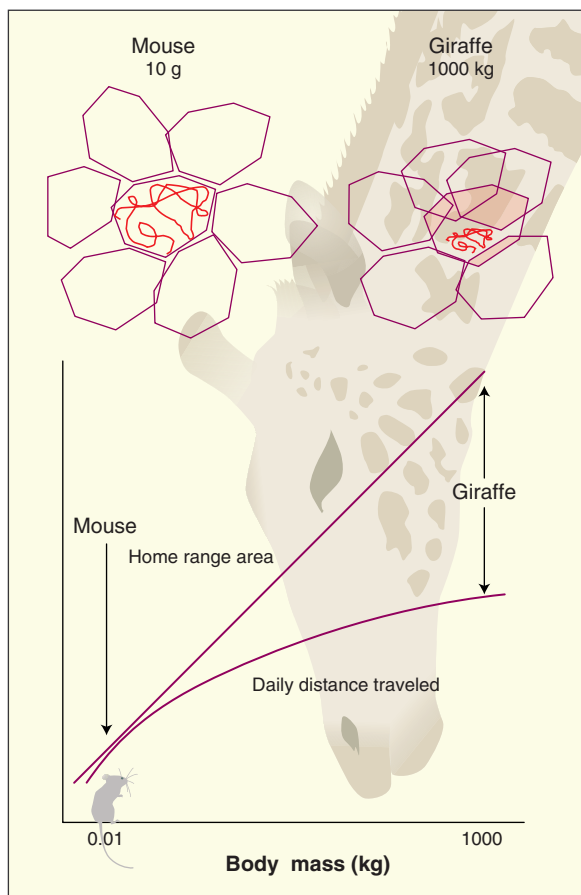 Mouse
10 g
Giraffe
1000 kg
Mouse
Home range area
Giraffe
Daily distance traveled
0.01
1000
Body mass (kg)